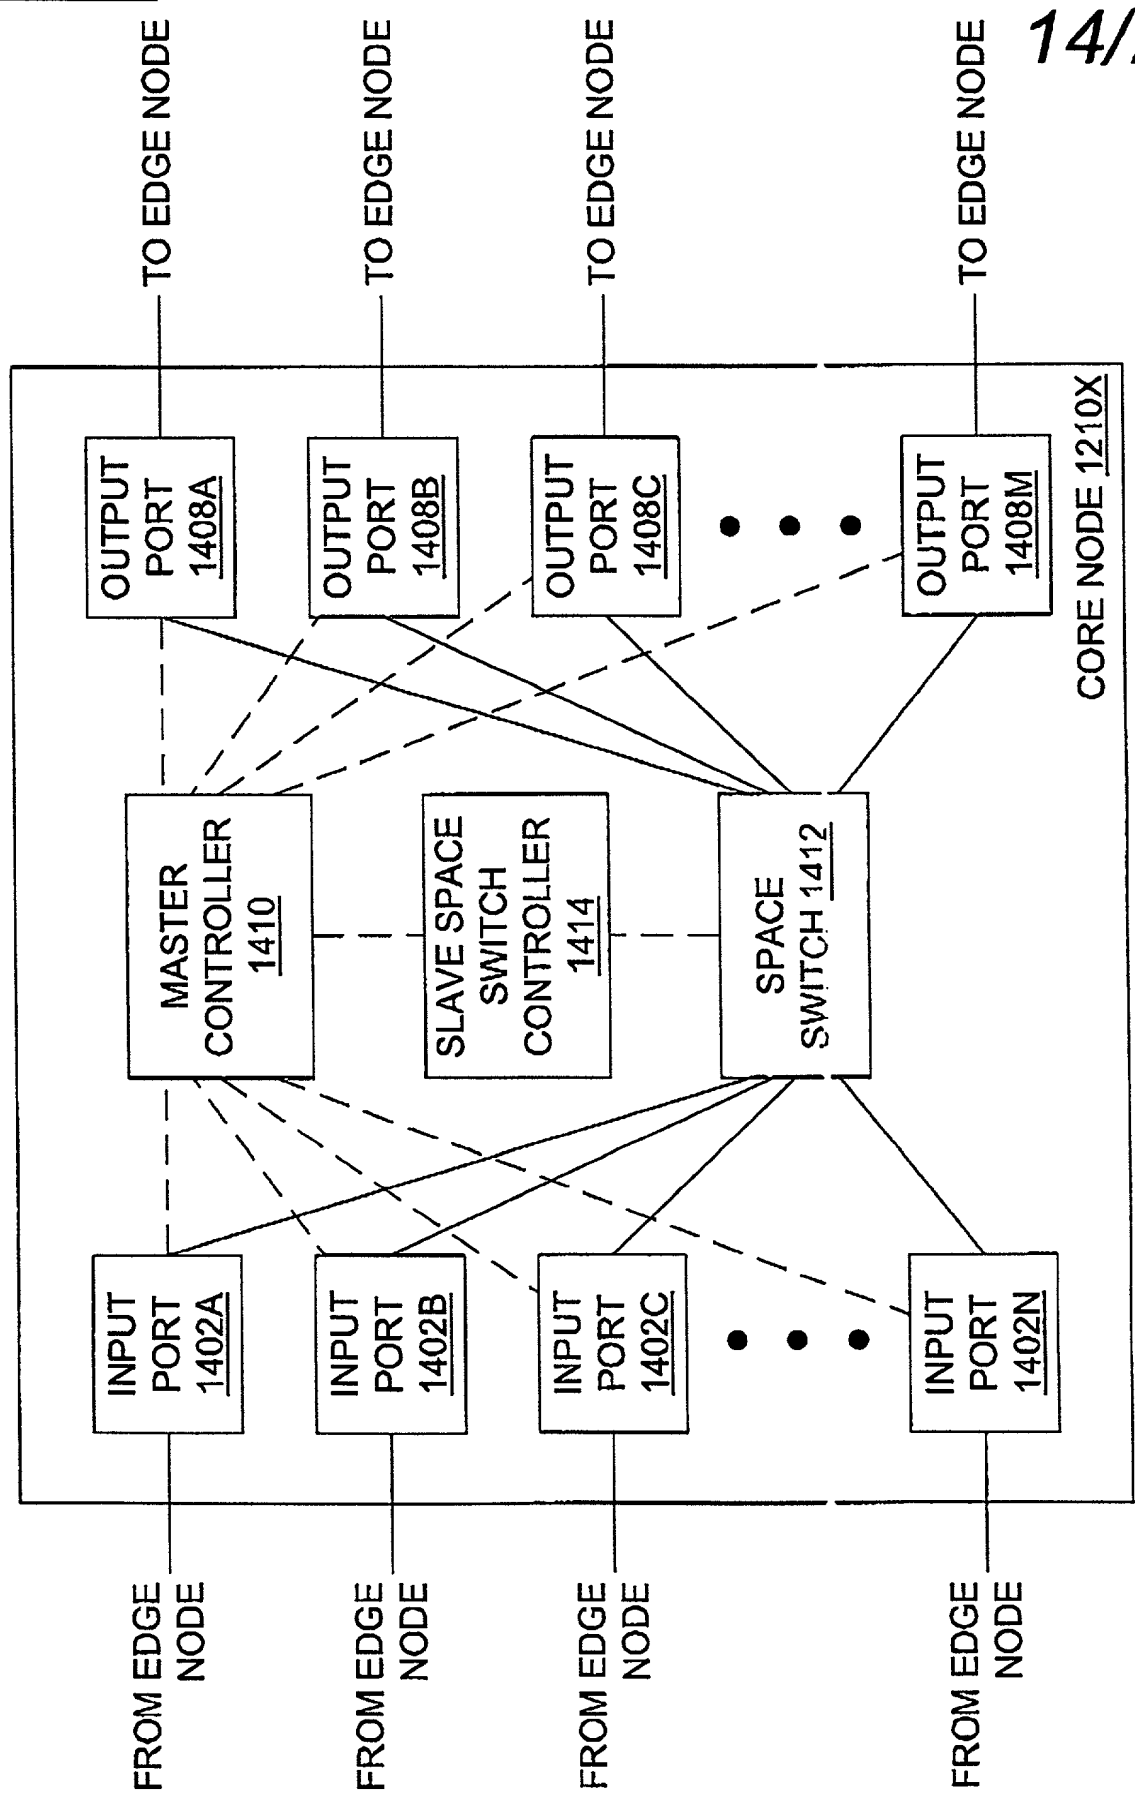 14/
FROM EDGE
NODE
FROM EDGE
NODE
FROM EDGE
NODE
FROM EDGE
NODE
INPUT
PORT
1402A
INPUT
PORT
1402B
INPUT
PORT
1402C
INPUT
PORT
1402N
MASTER
CONTROLLER
1410
SLAVE SPACE
SWITCH
CONTROLLER
1414
SPACE
SWITCH 1412
OUTPUT
PORT
1408A
OUTPUT
PORT
1408B
OUTPUT
PORT
1408C
OUTPUT
PORT
1408M
CORE NODE 1210X
TO EDGE NODE
TO EDGE NODE
TO EDGE NODE
TO EDGE NODE